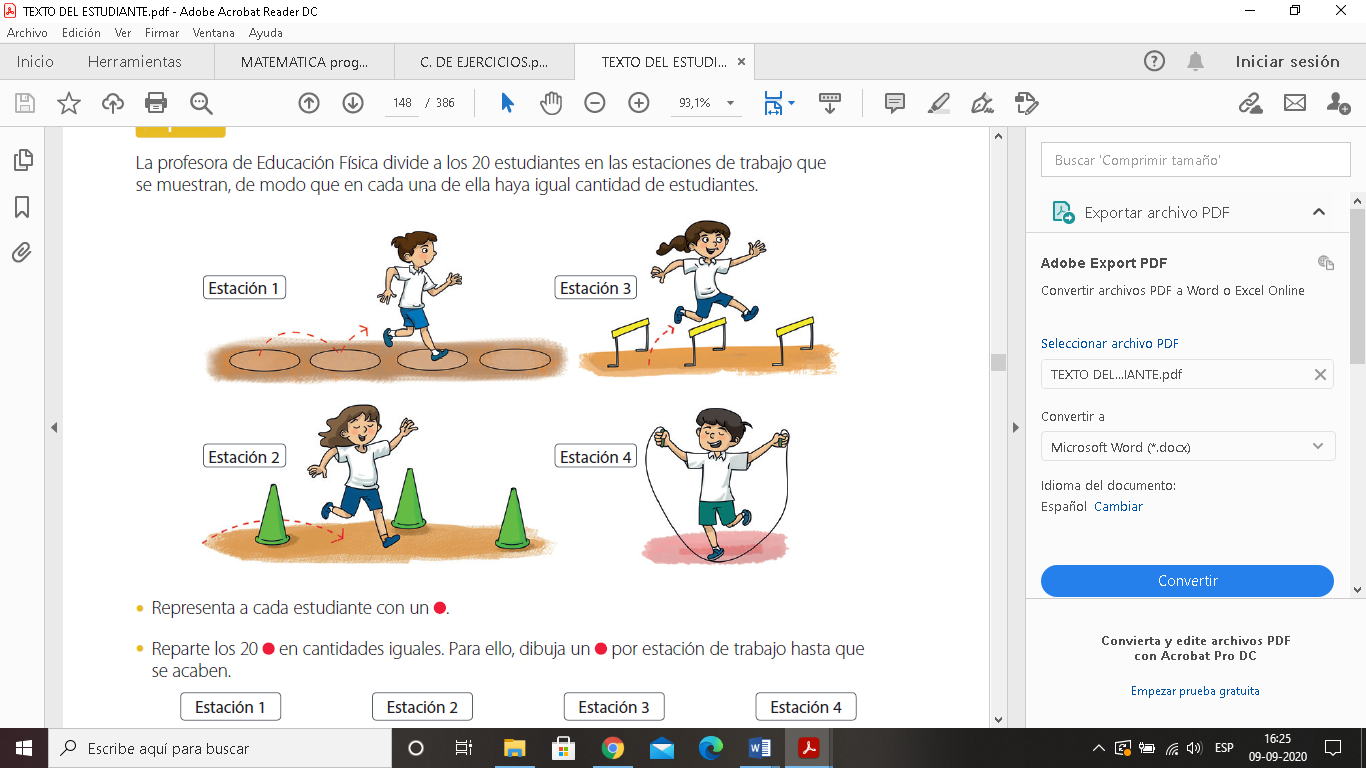 TEXTO DEL ESTUDIANTE.pdf - Adobe Acrobat Reader DC
Archivo Edición Ver Firmar Ventana Ayuda
Inicio Herramientas MATEMATICA prog... C. DE EJERCICIOS.p... TEXTO DEL ESTUDI... Iniciar sesión
148 / 386 93,1%
La profesora de Educación Física divide a los 20 estudiantes en las estaciones de trabajo que
se muestran, de modo que en cada una de ella haya igual cantidad de estudiantes.
Estación 1
Estación 3
Estación 2
Estación 4
• Representa a cada estudiante con un ●.
• Reparte los 20 ● en cantidades iguales. Para ello, dibuja un ● por estación de trabajo hasta que
se acaben.
Estación 1 Estación 2 Estación 3 Estación 4
Buscar 'Comprimir tamaño'
Exportar archivo PDF
Adobe Export PDF
Convertir archivos PDF a Word o Excel Online
Seleccionar archivo PDF
TEXTO DEL...IANTE.pdf
Convertir a
Microsoft Word (*.docx)
Idioma del documento:
Español Cambiar
Convertir
Convierta y edite archivos PDF
con Acrobat Pro DC
Empezar prueba gratuita
Escribe aquí para buscar
ESP
16:25
09-09-2020